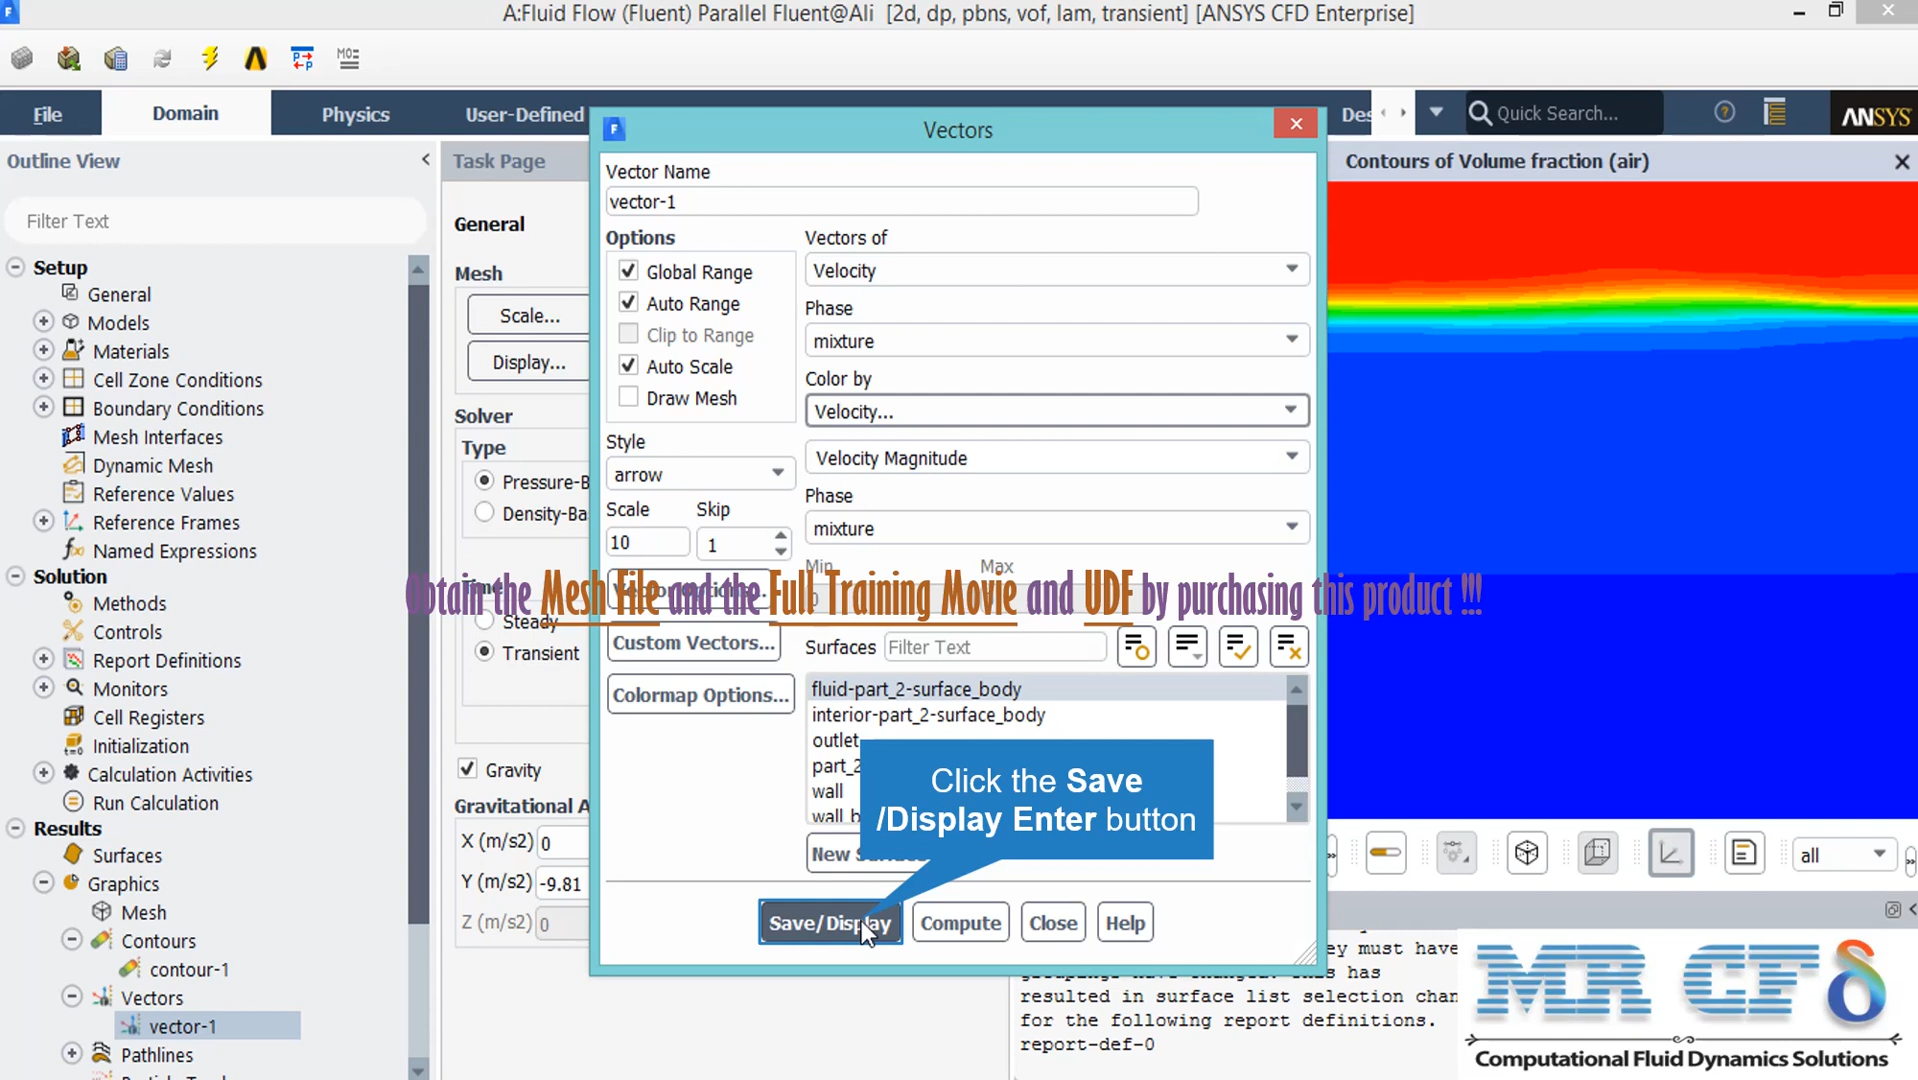 A:Fluid Flow (Fluent) Parallel Fluent@Ali [2d, dp, pbns, vof, lam, transient] [ANSYS CFD Enterprise]
File
Domain
Physics
User-Defined
Quick Search...
ANSYS
Outline View
Filter Text
Setup
General
Models
Materials
Cell Zone Conditions
Boundary Conditions
Mesh Interfaces
Dynamic Mesh
Reference Values
Reference Frames
Named Expressions
Solution
Methods
Controls
Report Definitions
Monitors
Cell Registers
Initialization
Calculation Activities
Run Calculation
Results
Surfaces
Graphics
Mesh
Contours
contour-1
Vectors
vector-1
Pathlines
Task Page
General
Mesh
Scale...
Display...
Solver
Type
Pressure-B
Density-Ba
Time
Steady
Transient
Gravity
Gravitational A
X (m/s2) 0
Y (m/s2) -9.81
Z (m/s2) 0
Vectors
Vector Name
vector-1
Options
Global Range
Auto Range
Clip to Range
Auto Scale
Draw Mesh
Style
arrow
Scale Skip
10 1
Custom Vectors...
Colormap Options...
Vectors of
Velocity
Phase
mixture
Color by
Velocity...
Velocity Magnitude
Phase
mixture
Min Max
Obtain the Mesh File and the Full Training Movie and UDF by purchasing this product !!!
Surfaces Filter Text
fluid-part_2-surface_body
interior-part_2-surface_body
outlet
part_2
wall
wall_b
New
Click the Save
/Display Enter button
Save/Display Compute Close Help
Contours of Volume fraction (air)
all
ey must have
resulted in surface list selection chan
for the following report definitions.
report-def-0
MR CFδ
Computational Fluid Dynamics Solutions